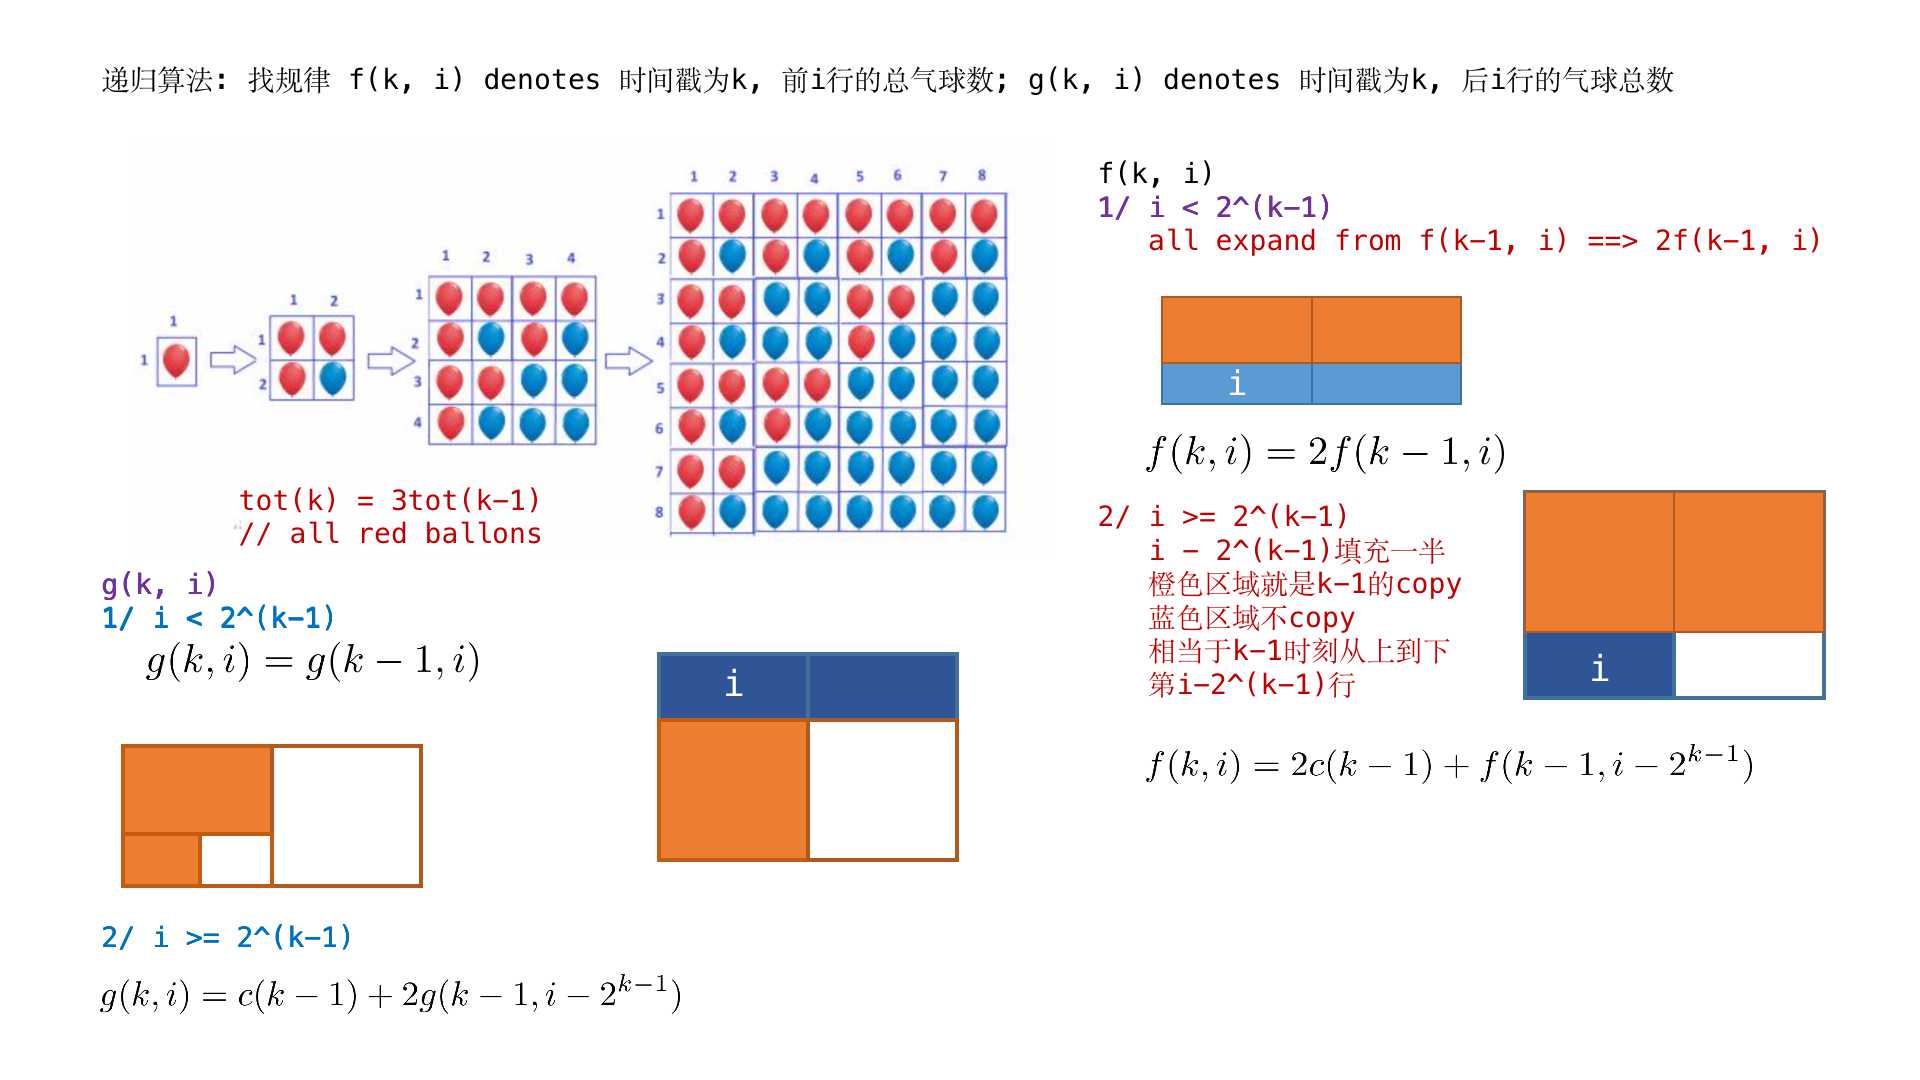 递归算法: 找规律 f(k, i) denotes 时间戳为k, 前i行的总气球数; g(k, i) denotes 时间戳为k, 后i行的气球总数
1
1
1 2
1
2
1 2 3 4
1
2
3
4
1 2 3 4 5 6 7 8
1
2
3
4
5
6
7
8
tot(k) = 3tot(k-1)
// all red ballons
g(k, i)
1/ i < 2^(k-1)
g(k, i) = g(k − 1, i)
i
2/ i >= 2^(k-1)
g(k, i) = c(k − 1) + 2g(k − 1, i − 2^{k−1})
f(k, i)
1/ i < 2^(k-1)
all expand from f(k-1, i) ==> 2f(k-1, i)
i
f(k, i) = 2f(k − 1, i)
2/ i >= 2^(k-1)
i - 2^(k-1)填充一半
橙色区域就是k-1的copy
蓝色区域不copy
相当于k-1时刻从上到下
第i-2^(k-1)行
i
f(k, i) = 2c(k − 1) + f(k − 1, i − 2^{k−1})